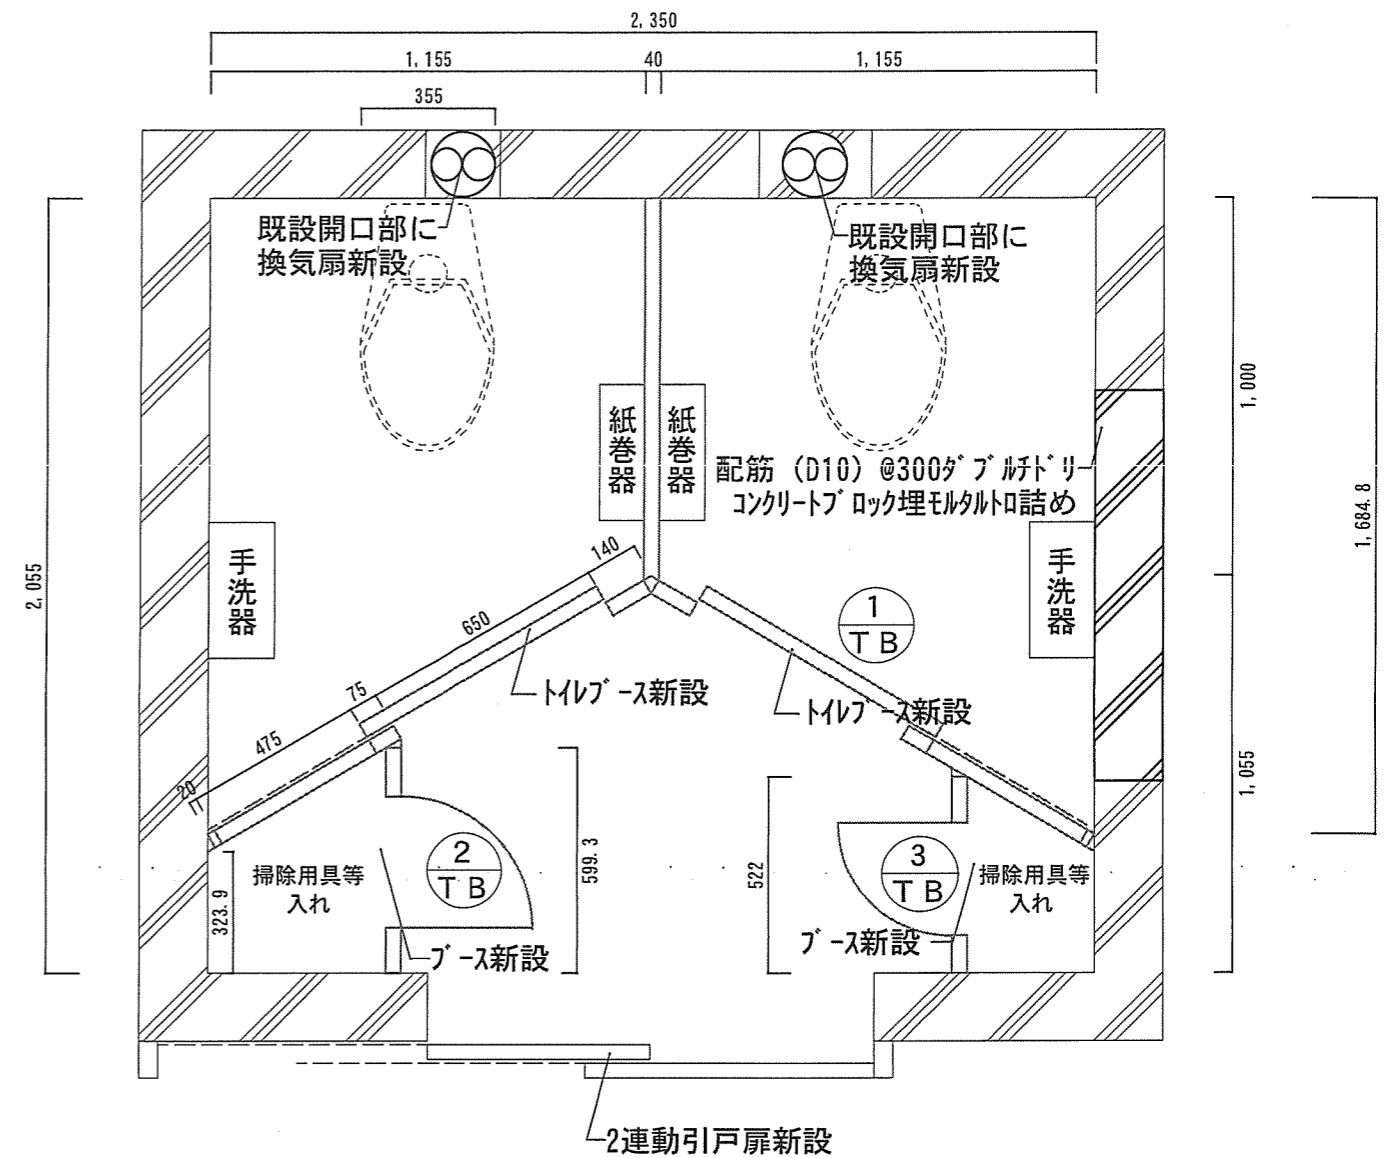 2,350
1,155
40
1,155
355
既設開口部に
換気扇新設
既設開口部に
換気扇新設
紙巻器
紙巻器
配筋（D10）@300ﾀﾞﾌﾞﾙﾁﾄﾞﾘ
ｺﾝｸﾘｰﾄﾌﾞﾛｯｸ埋ﾓﾙﾀﾙﾄﾛ詰め
1,000
1,684.8
2,055
手洗器
手洗器
140
650
75
475
20
1
TB
ﾄｲﾚﾌﾞｰｽ新設
ﾄｲﾚﾌﾞｰｽ新設
1,055
2
TB
3
TB
掃除用具等
入れ
掃除用具等
入れ
323.9
599.3
522
ﾌﾞｰｽ新設
ﾌﾞｰｽ新設
2連動引戸扉新設